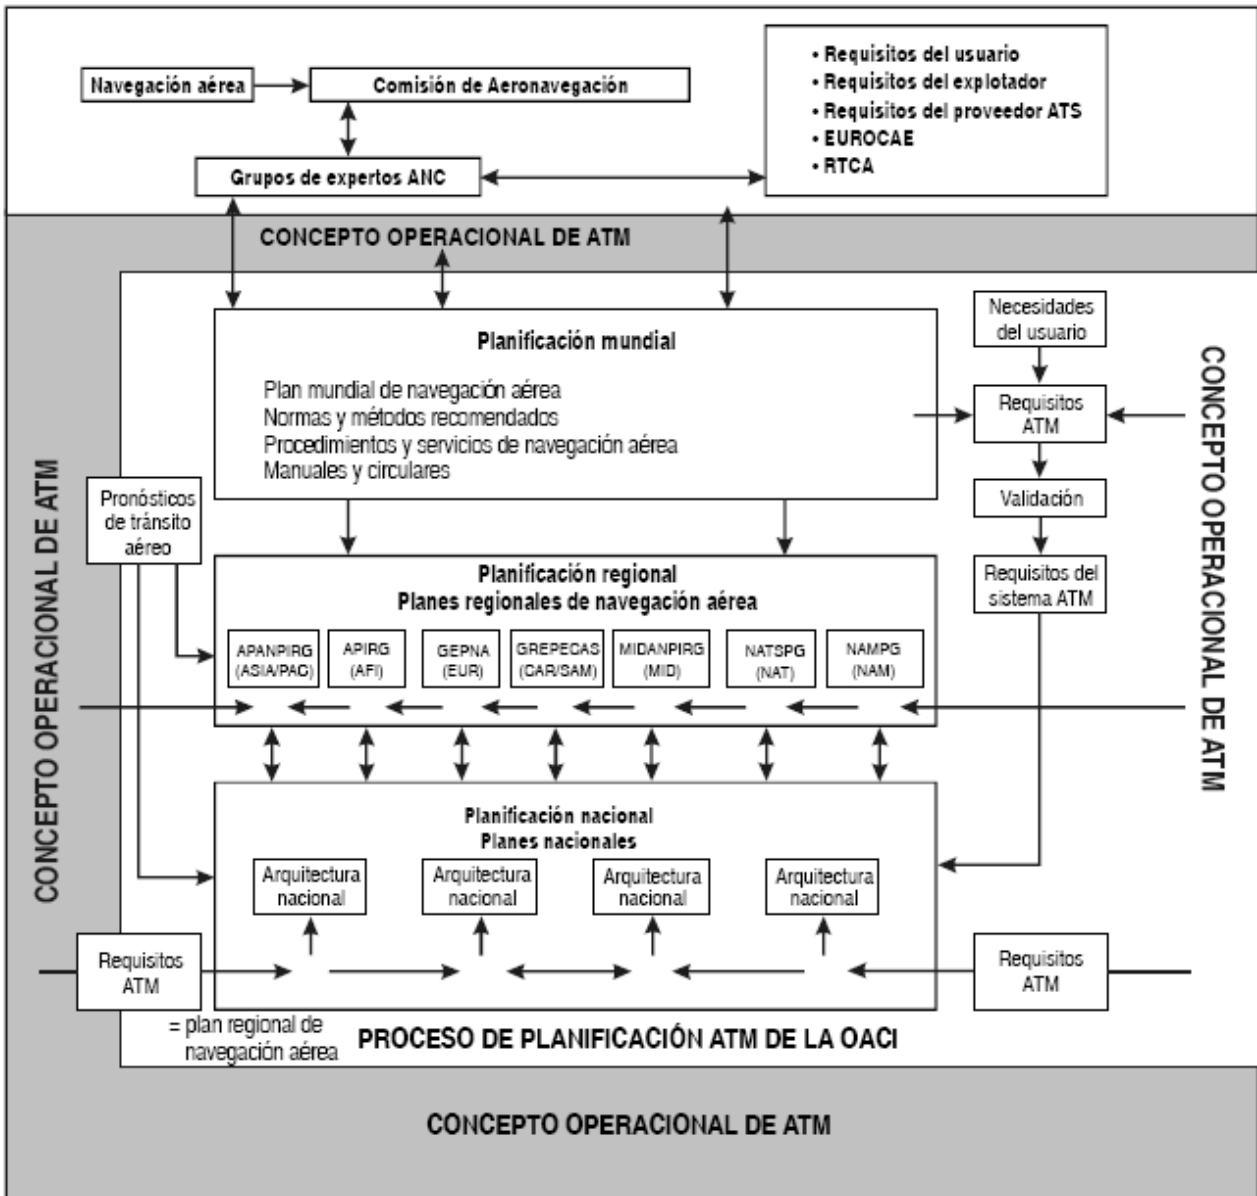 Navegación aérea
Comisión de Aeronavegación
Grupos de expertos ANC
• Requisitos del usuario
• Requisitos del explotador
• Requisitos del proveedor ATS
• EUROCAE
• RTCA
CONCEPTO OPERACIONAL DE ATM
Planificación mundial
Plan mundial de navegación aérea
Normas y métodos recomendados
Procedimientos y servicios de navegación aérea
Manuales y circulares
Necesidades
del usuario
Requisitos
ATM
Validación
Requisitos del
sistema ATM
CONCEPTO OPERACIONAL DE ATM
CONCEPTO OPERACIONAL DE ATM
Pronósticos
de tránsito
aéreo
Planificación regional
Planes regionales de navegación aérea
APANPIRG
(ASIA/PAC)
APIRG
(AFI)
GEPNA
(EUR)
GREPECAS
(CAR/SAM)
MIDANPIRG
(MID)
NATSPG
(NAT)
NAMPG
(NAM)
Planificación nacional
Planes nacionales
Arquitectura
nacional
Arquitectura
nacional
Arquitectura
nacional
Arquitectura
nacional
Requisitos
ATM
Requisitos
ATM
= plan regional de
navegación aérea
PROCESO DE PLANIFICACIÓN ATM DE LA OACI
CONCEPTO OPERACIONAL DE ATM